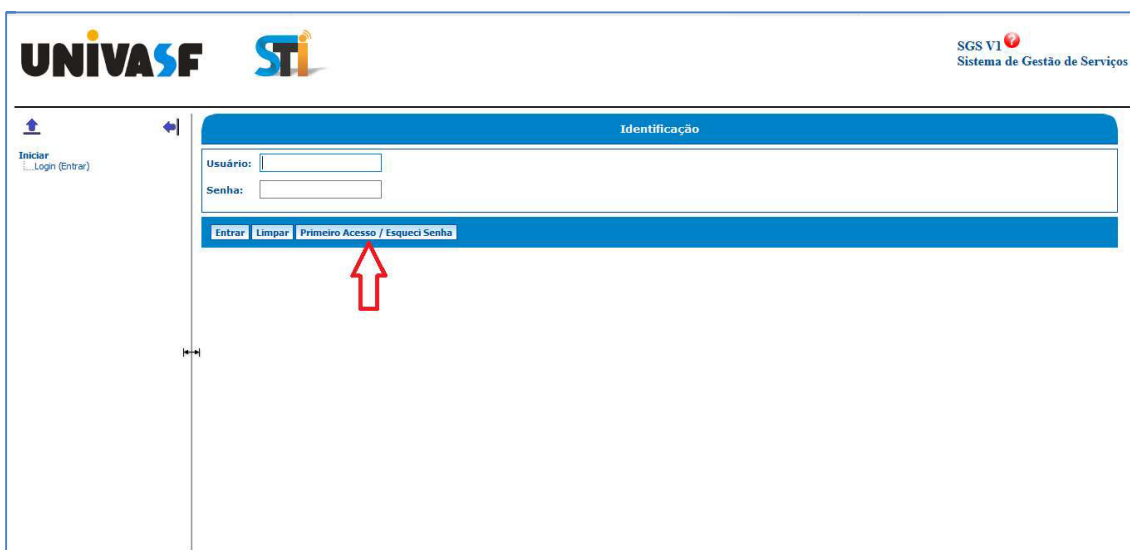 UNIVASF STi
SGS V1 ?
Sistema de Gestão de Serviços
Iniciar
Login (Entrar)
Identificação
Usuário:
Senha:
Entrar Limpar Primeiro Acesso / Esqueci Senha